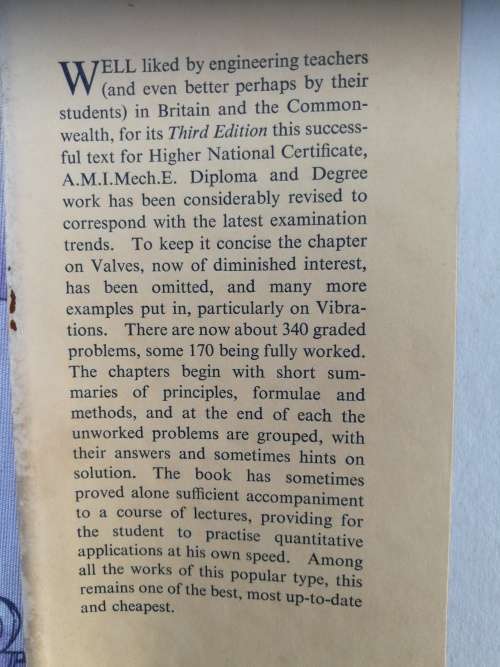 WELL liked by engineering teachers
(and even better perhaps by their
students) in Britain and the Common-
wealth, for its Third Edition this success-
ful text for Higher National Certificate,
A.M.I.Mech.E. Diploma and Degree
work has been considerably revised to
correspond with the latest examination
trends. To keep it concise the chapter
on Valves, now of diminished interest,
has been omitted, and many more
examples put in, particularly on Vibra-
tions. There are now about 340 graded
problems, some 170 being fully worked.
The chapters begin with short sum-
maries of principles, formulae and
methods, and at the end of each the
unworked problems are grouped, with
their answers and sometimes hints on
solution. The book has sometimes
proved alone sufficient accompaniment
to a course of lectures, providing for
the student to practise quantitative
applications at his own speed. Among
all the works of this popular type, this
remains one of the best, most up-to-date
and cheapest.